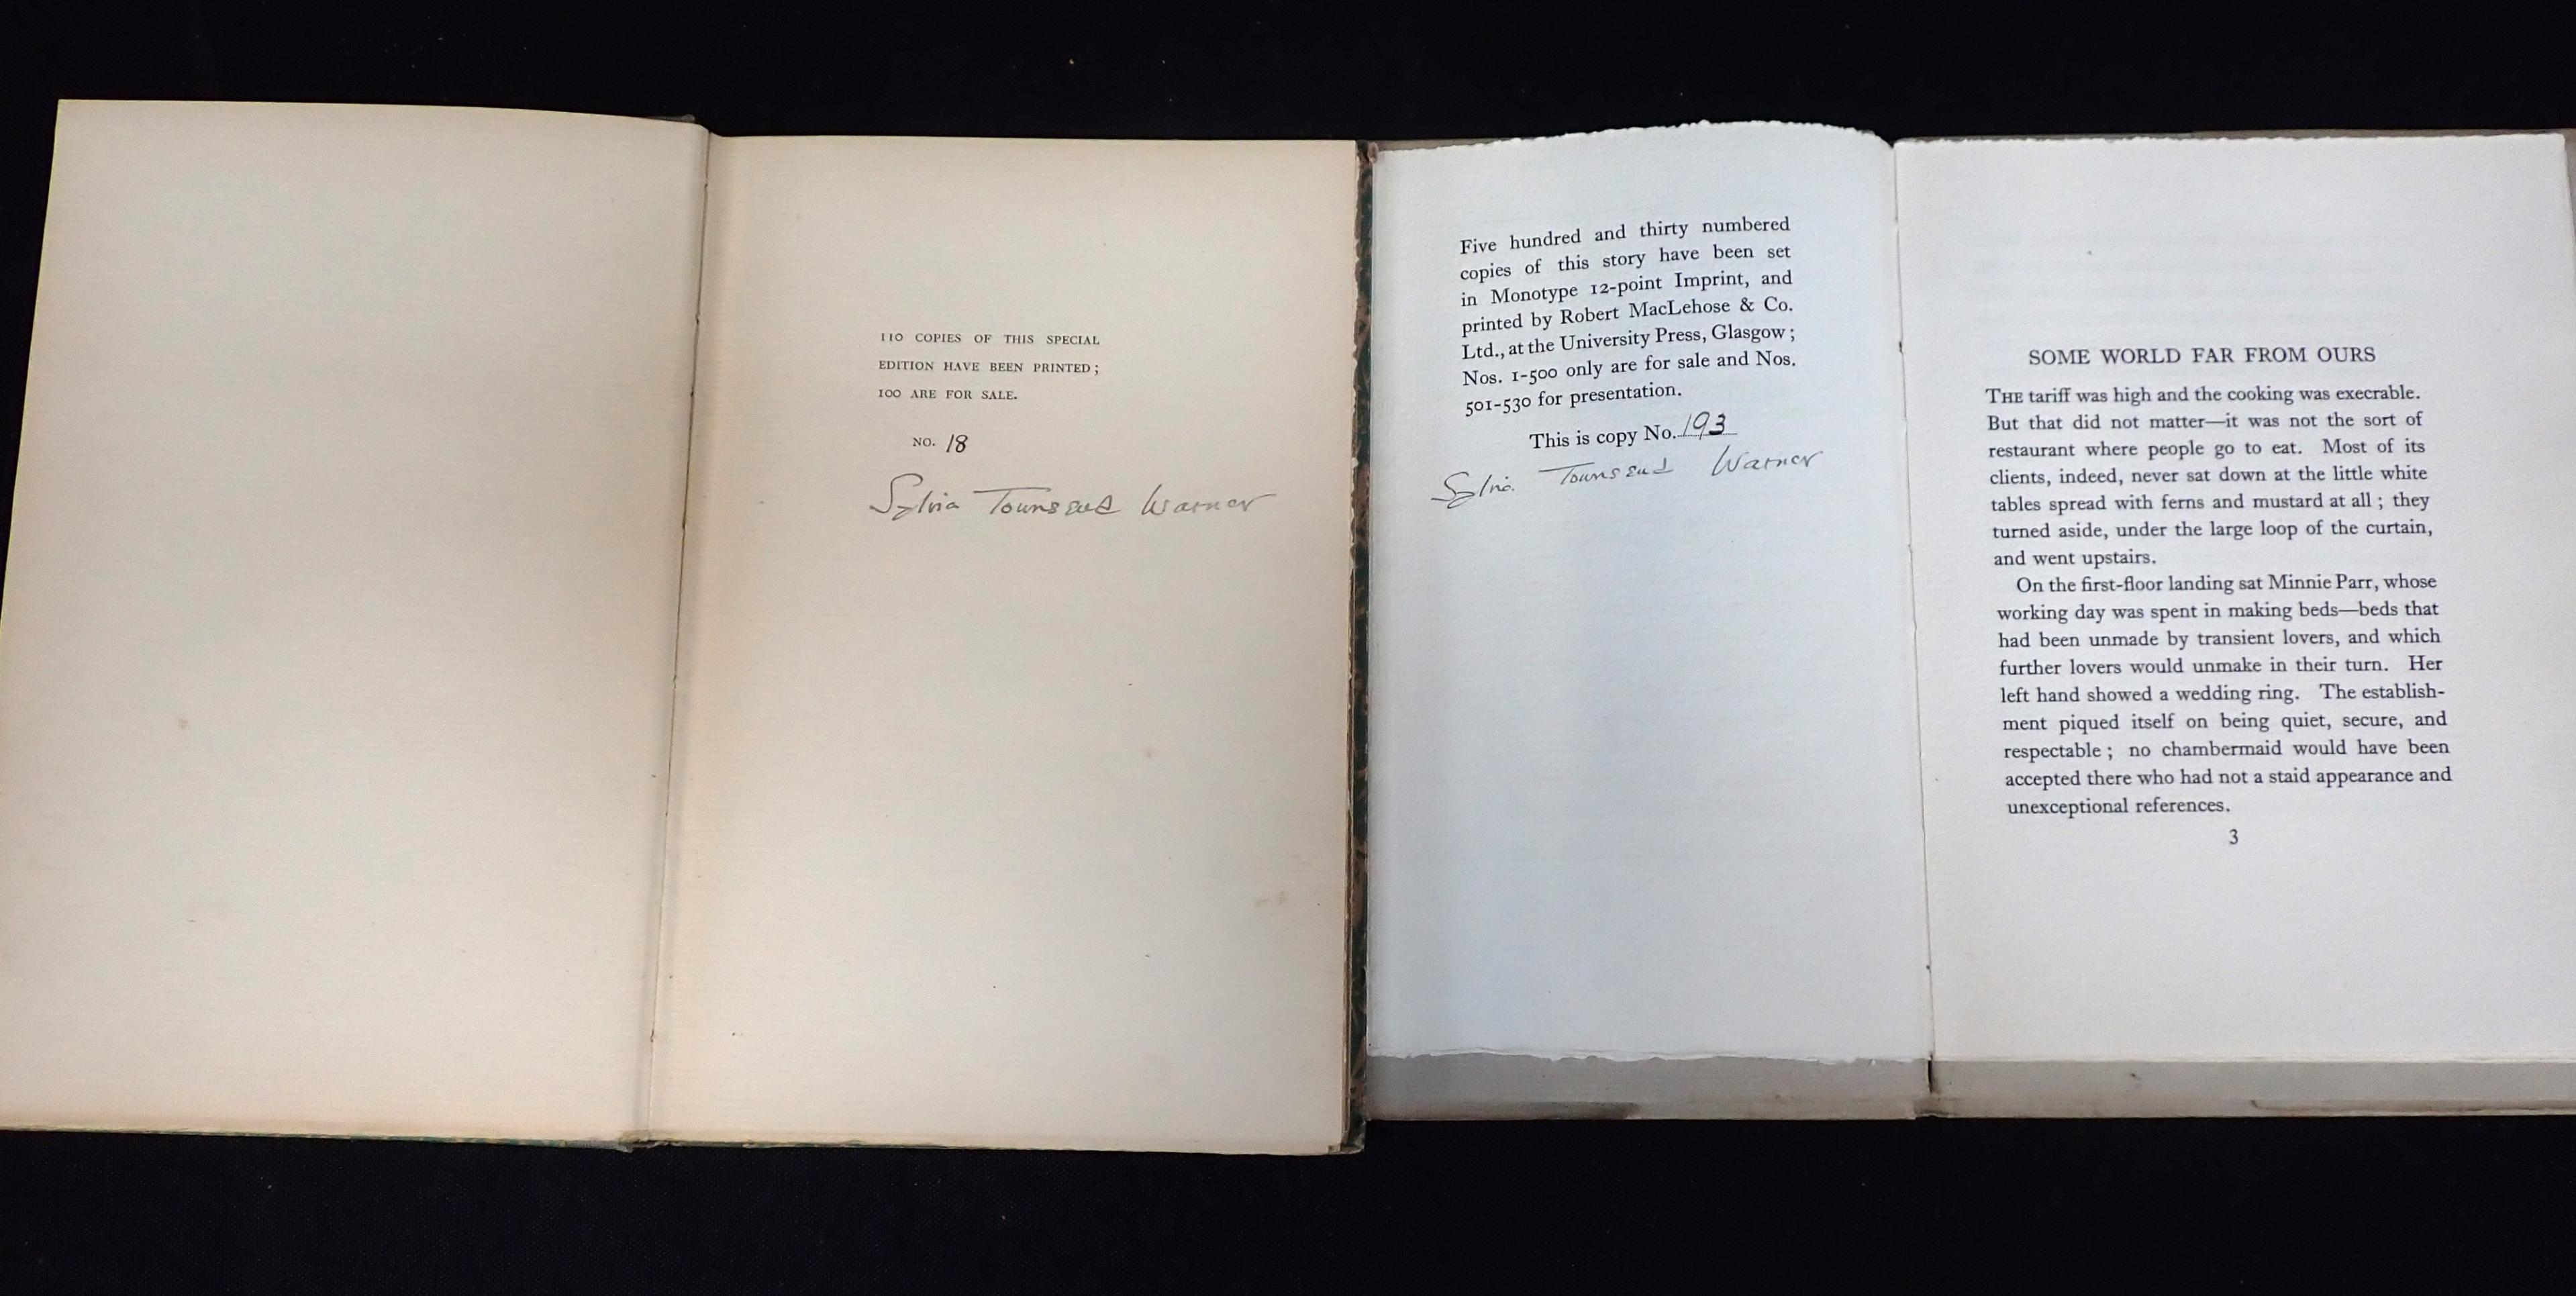 110 COPIES OF THIS SPECIAL
EDITION HAVE BEEN PRINTED;
100 ARE FOR SALE.
NO. 18
Sylvia Townsend Warner
Five hundred and thirty numbered
copies of this story have been set
in Monotype 12-point Imprint, and
printed by Robert MacLehose & Co.
Ltd., at the University Press, Glasgow;
Nos. 1-500 only are for sale and Nos.
501-530 for presentation.
This is copy No. 193
Sylvia Townsend Warner
SOME WORLD FAR FROM OURS
THE tariff was high and the cooking was execrable.
But that did not matter—it was not the sort of
restaurant where people go to eat. Most of its
clients, indeed, never sat down at the little white
tables spread with ferns and mustard at all; they
turned aside, under the large loop of the curtain,
and went upstairs.
On the first-floor landing sat Minnie Parr, whose
working day was spent in making beds—beds that
had been unmade by transient lovers, and which
further lovers would unmake in their turn. Her
left hand showed a wedding ring. The establish-
ment piqued itself on being quiet, secure, and
respectable; no chambermaid would have been
accepted there who had not a staid appearance and
unexceptional references.
3